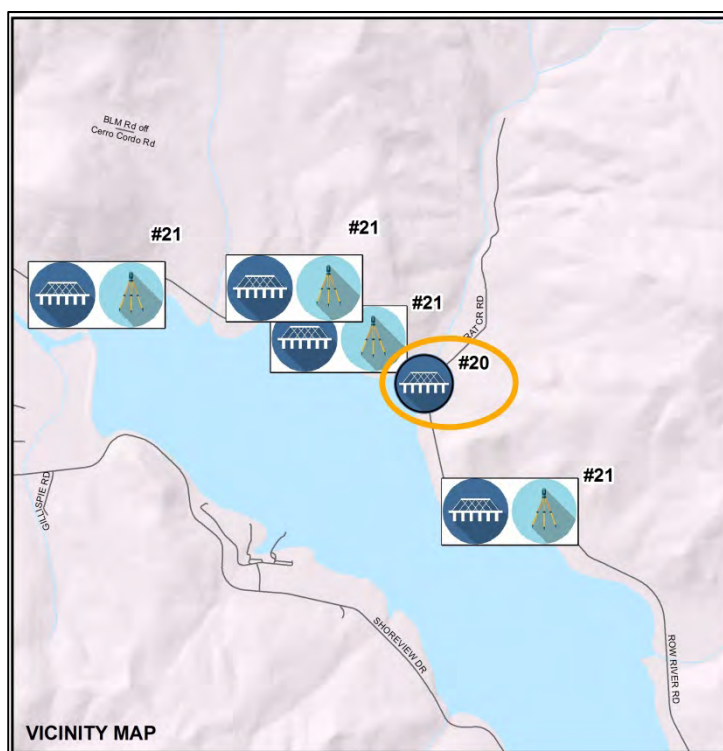 BLM Rd off
Cerro Cordo Rd
#21
#21
#21
RAT CR RD
#20
#21
GILLISPIE RD
SHOREVIEW DR
ROW RIVER RD
VICINITY MAP